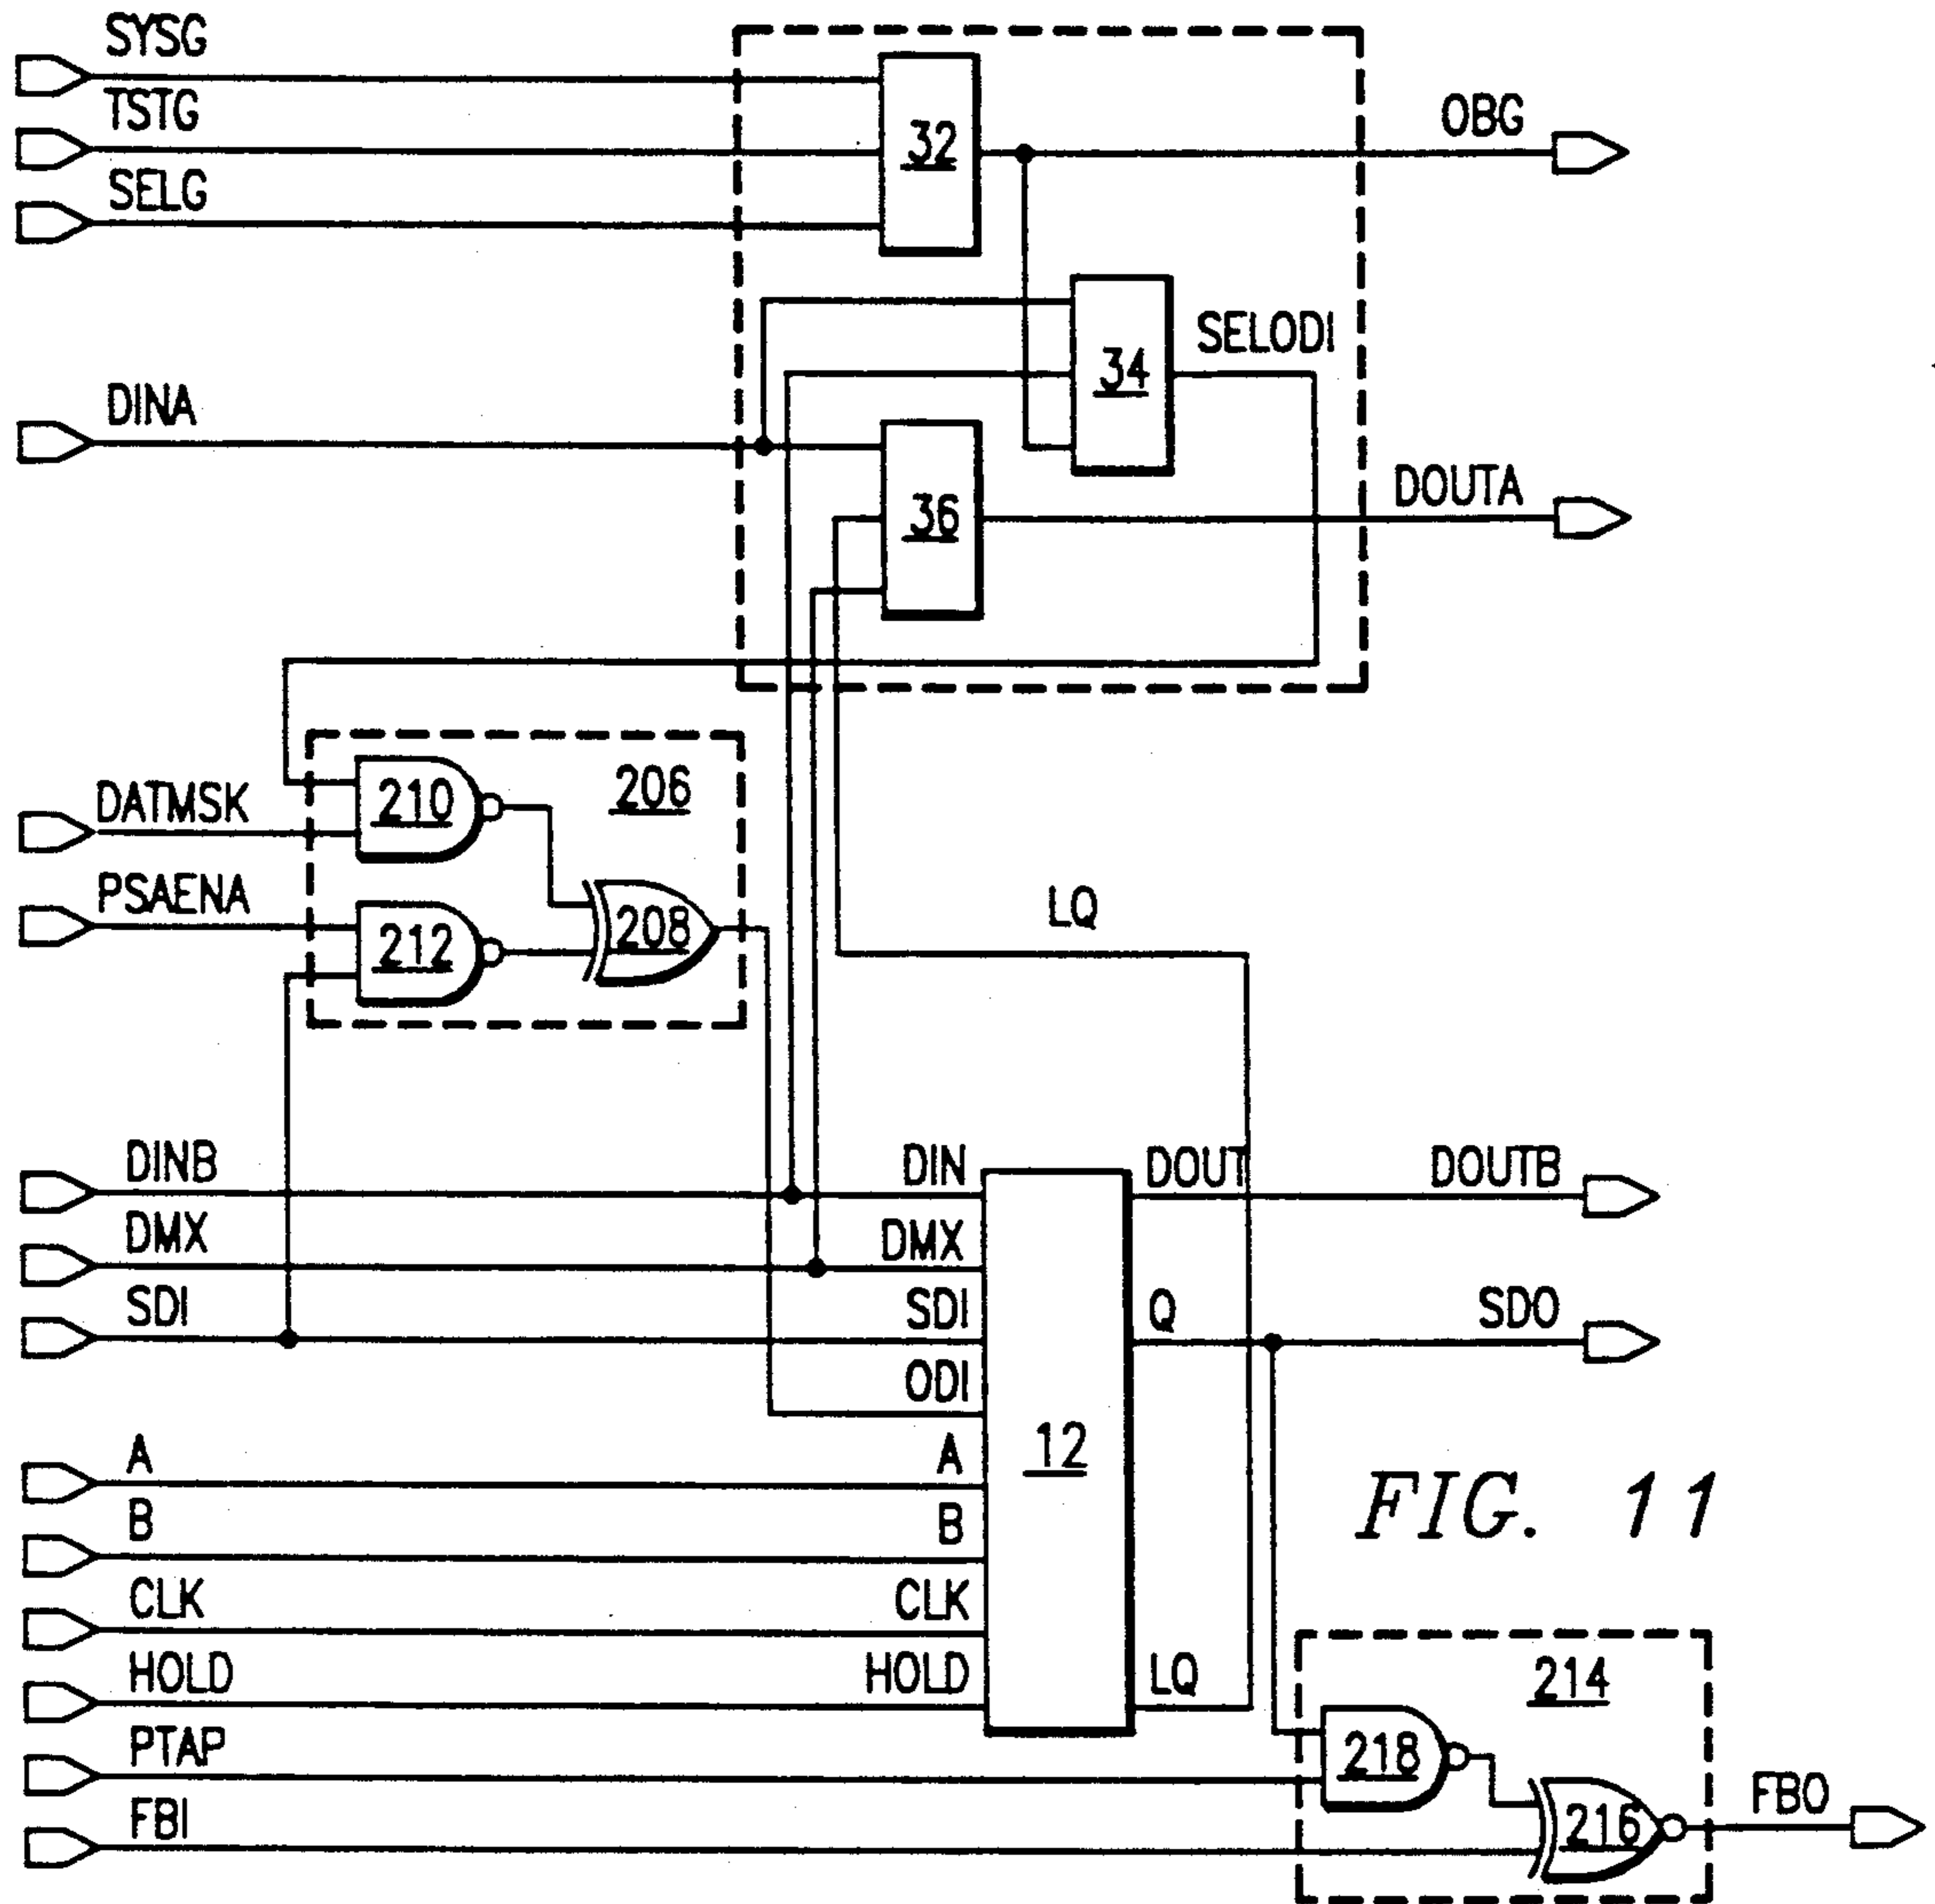 SYSG
TSTG
SELG
32
OBG
34
SELODI
DINA
36
DOUTA
DATMSK
210
206
PSAENA
212
208
LQ
DINB
DIN
DOUT
DOUTB
DMX
DMX
SDI
SDI
Q
SDO
ODI
A
A
12
B
B
FIG. 11
CLK
CLK
HOLD
HOLD
LQ
214
PTAP
218
FBI
216
FBO